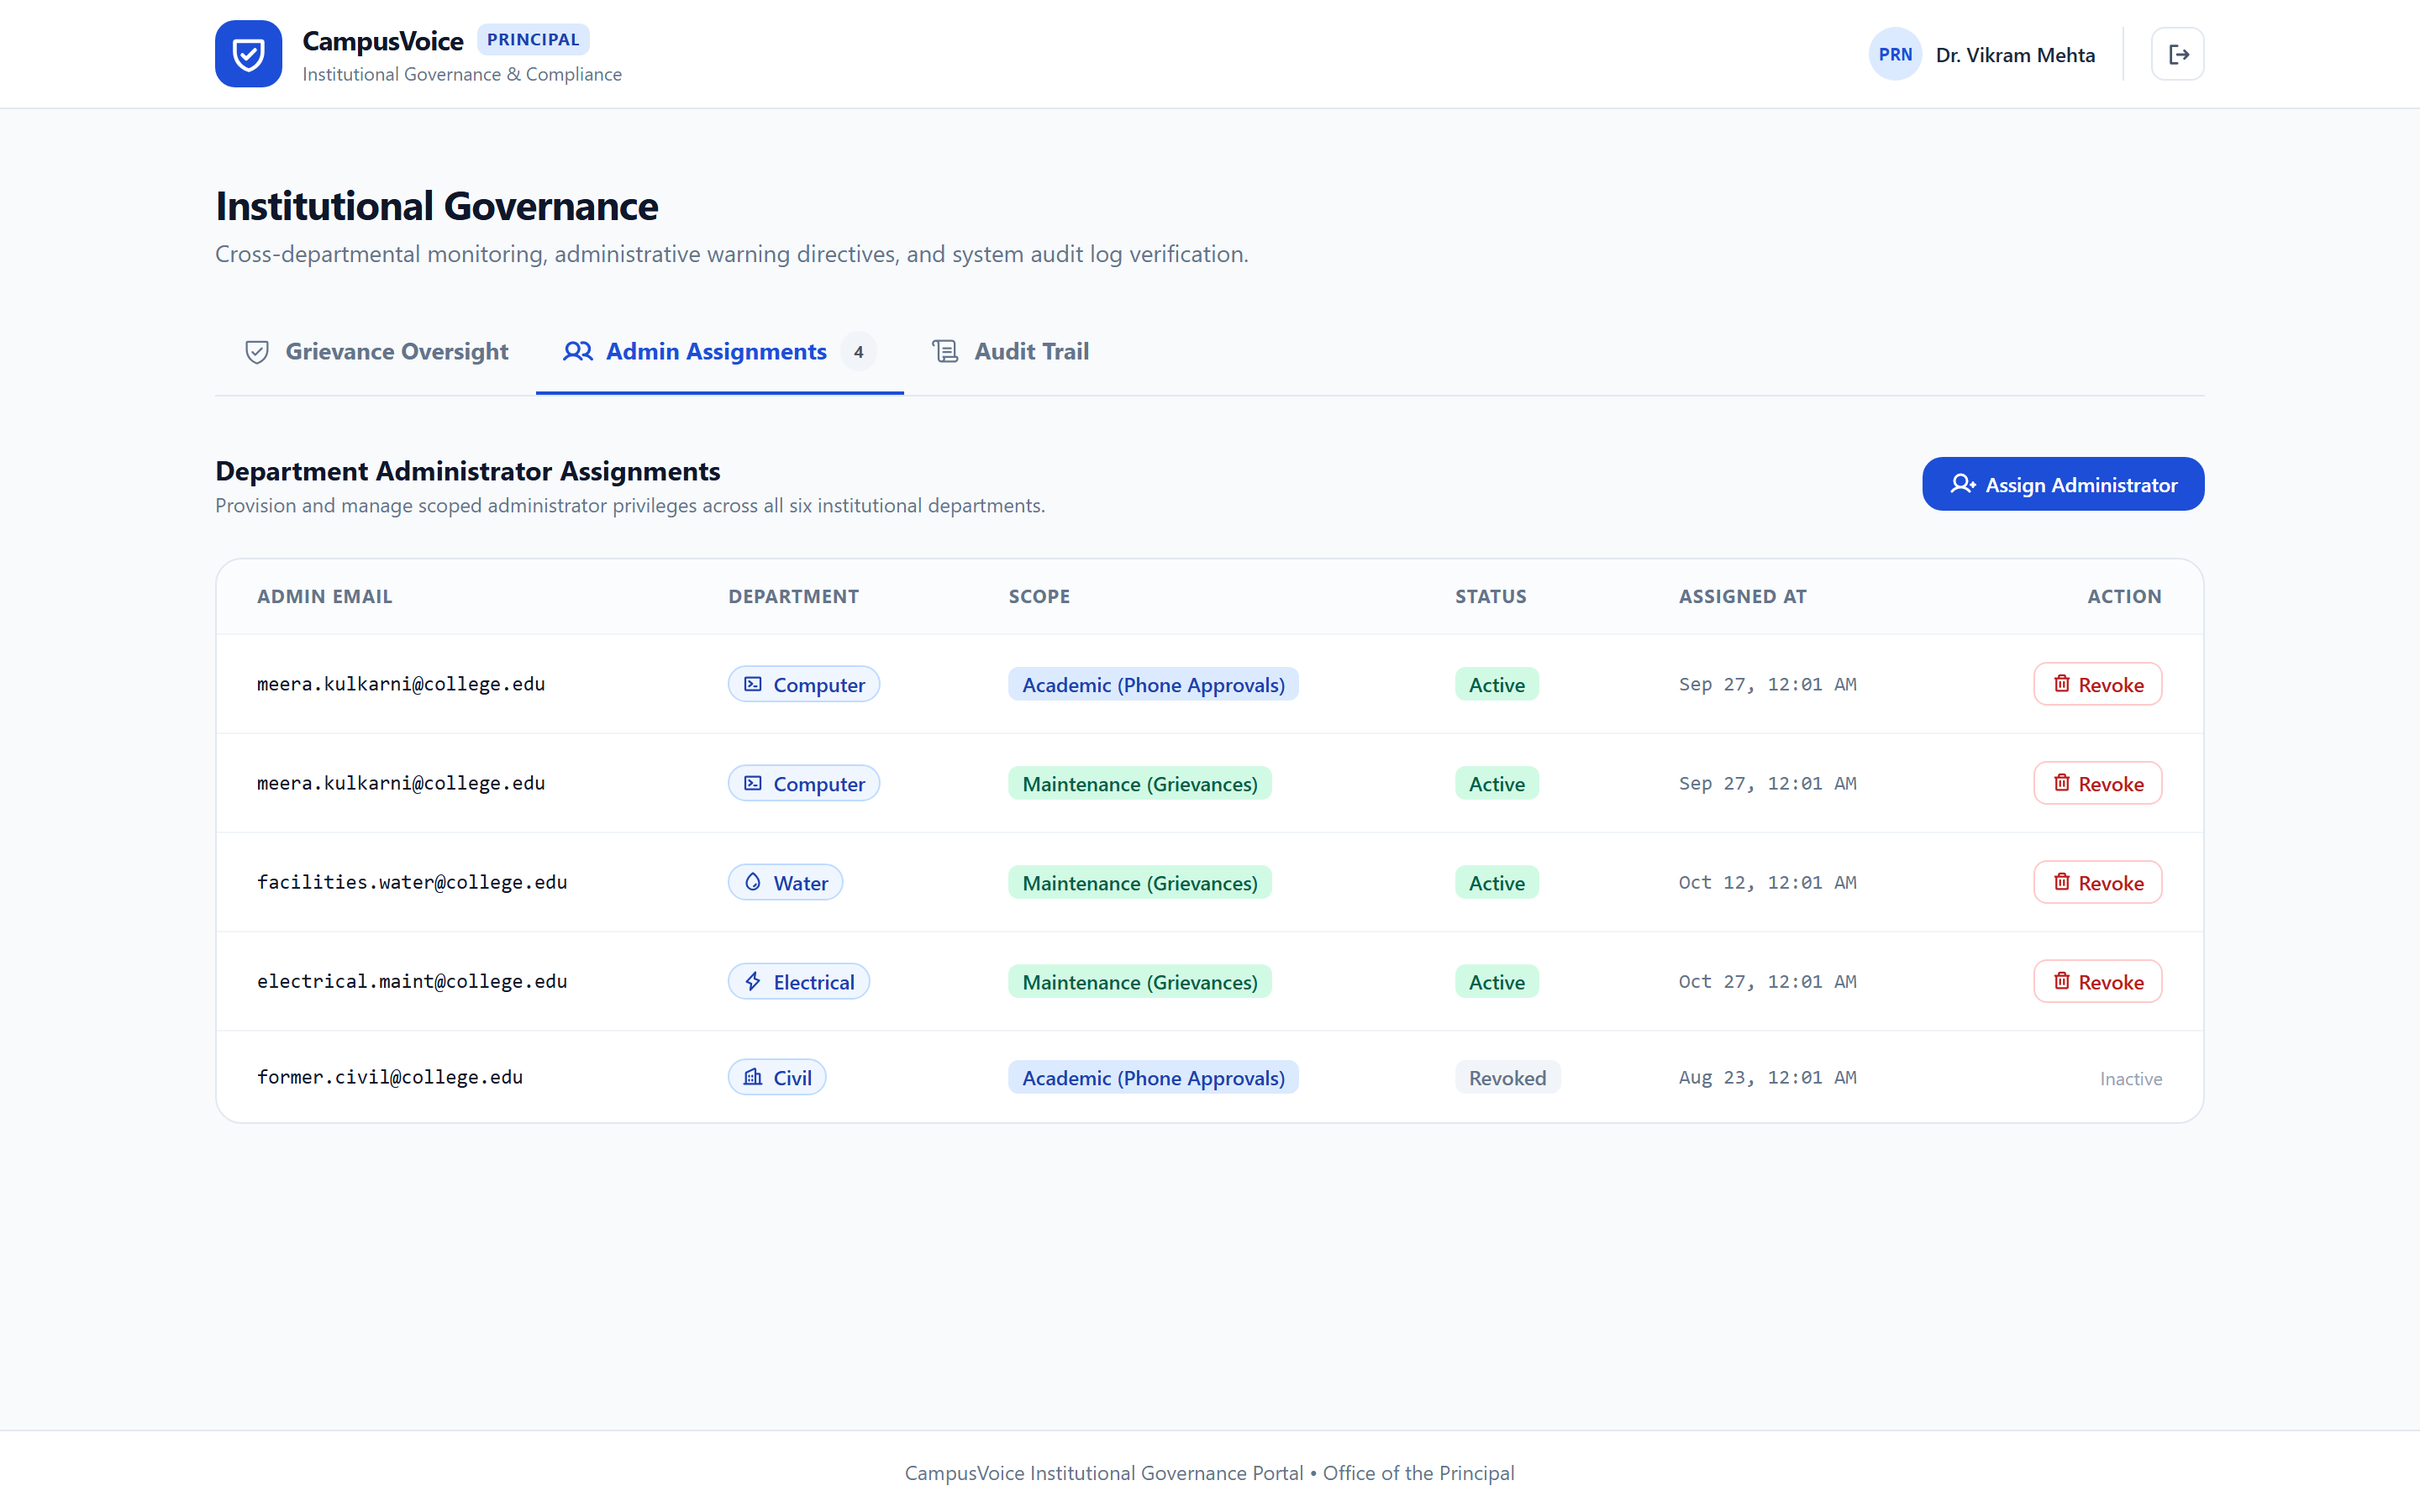 CampusVoice PRINCIPAL
Institutional Governance & Compliance
PRN Dr. Vikram Mehta
Institutional Governance
Cross-departmental monitoring, administrative warning directives, and system audit log verification.
Grievance Oversight Admin Assignments 4 Audit Trail
Department Administrator Assignments
Provision and manage scoped administrator privileges across all six institutional departments.
Assign Administrator
ADMIN EMAIL DEPARTMENT SCOPE STATUS ASSIGNED AT ACTION
meera.kulkarni@college.edu Computer Academic (Phone Approvals) Active Sep 27, 12:01 AM Revoke
meera.kulkarni@college.edu Computer Maintenance (Grievances) Active Sep 27, 12:01 AM Revoke
facilities.water@college.edu Water Maintenance (Grievances) Active Oct 12, 12:01 AM Revoke
electrical.maint@college.edu Electrical Maintenance (Grievances) Active Oct 27, 12:01 AM Revoke
former.civil@college.edu Civil Academic (Phone Approvals) Revoked Aug 23, 12:01 AM Inactive
CampusVoice Institutional Governance Portal • Office of the Principal